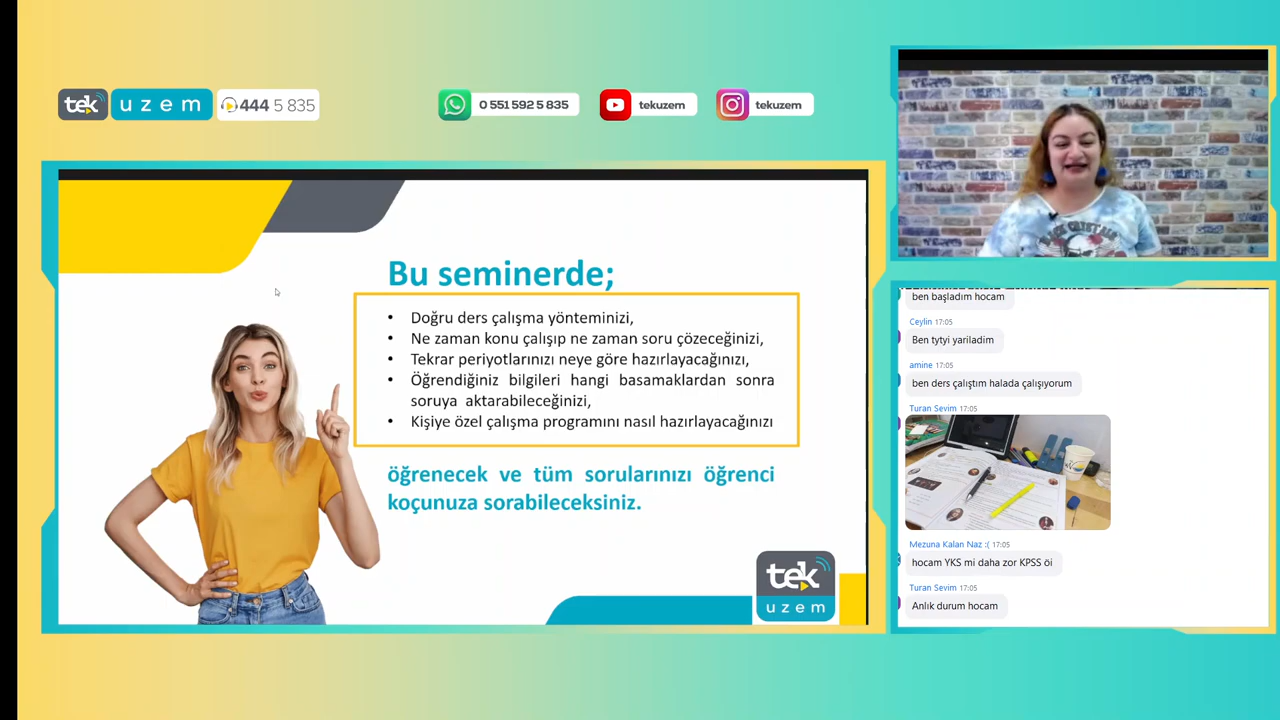 tek
uzem
444 5 835
0 551 592 5 835
tekuzem
tekuzem
Bu seminerde;
• Doğru ders çalışma yönteminizi,
• Ne zaman konu çalışıp ne zaman soru çözeceğinizi,
• Tekrar periyotlarınızı neye göre hazırlayacağınızı,
• Öğrendiğiniz bilgileri hangi basamaklardan sonra
soruya aktarabileceğinizi,
• Kişiye özel çalışma programını nasıl hazırlayacağınızı
öğrenecek ve tüm sorularınızı öğrenci
koçunuza sorabileceksiniz.
tek
uzem
ben başladım hocam
Ceylin 17:05
Ben tytyi yariladim
amine 17:05
ben ders çalıştım halada çalışıyorum
Turan Sevim 17:05
Mezuna Kalan Naz :( 17:05
hocam YKS mi daha zor KPSS öi
Turan Sevim 17:05
Anlık durum hocam